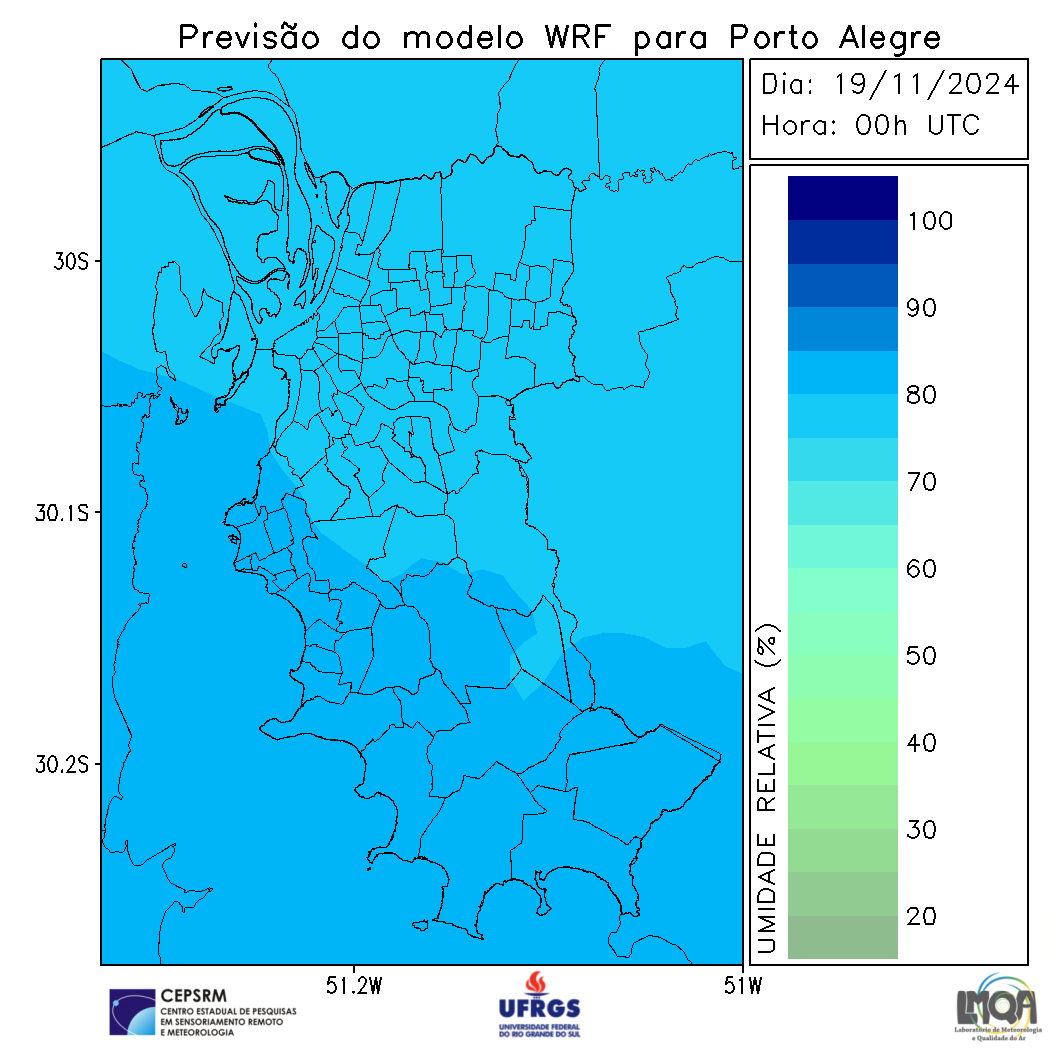 Previsão do modelo WRF para Porto Alegre
Dia: 19/11/2024
Hora: 00h UTC
100
90
80
70
60
50
40
30
20
UMIDADE RELATIVA (%)
30S
30.1S
30.2S
51.2W
51W
CEPSRM
CENTRO ESTADUAL DE PESQUISAS
EM SENSORIAMENTO REMOTO
E METEOROLOGIA
UFRGS
UNIVERSIDADE FEDERAL
DO RIO GRANDE DO SUL
LMQA
Laboratório de Meteorologia
e Qualidade do Ar